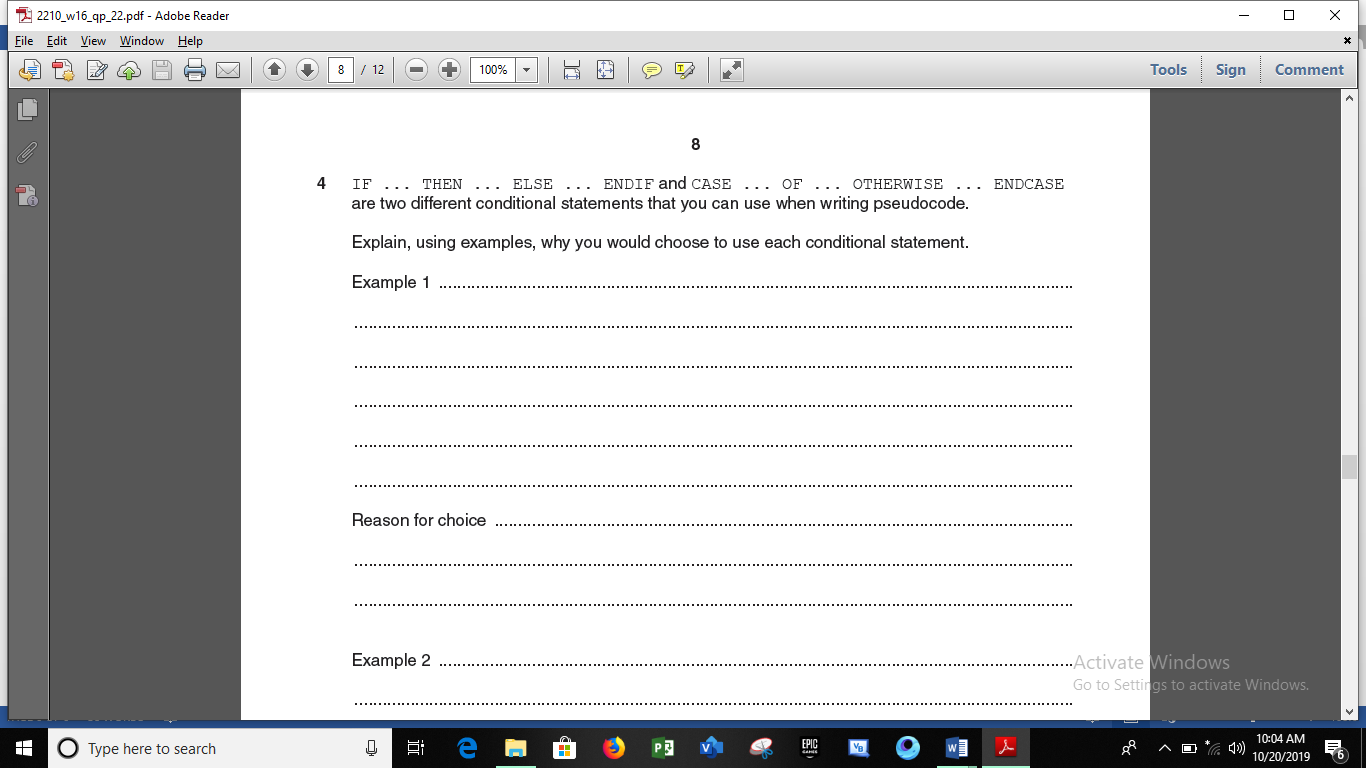 2210_w16_qp_22.pdf - Adobe Reader
File Edit View Window Help
8 / 12 100% Tools Sign Comment
8
4 IF ... THEN ... ELSE ... ENDIF and CASE ... OF ... OTHERWISE ... ENDCASE
are two different conditional statements that you can use when writing pseudocode.
Explain, using examples, why you would choose to use each conditional statement.
Example 1
Reason for choice
Example 2
Activate Windows
Go to Settings to activate Windows.
Type here to search
10:04 AM
10/20/2019
6